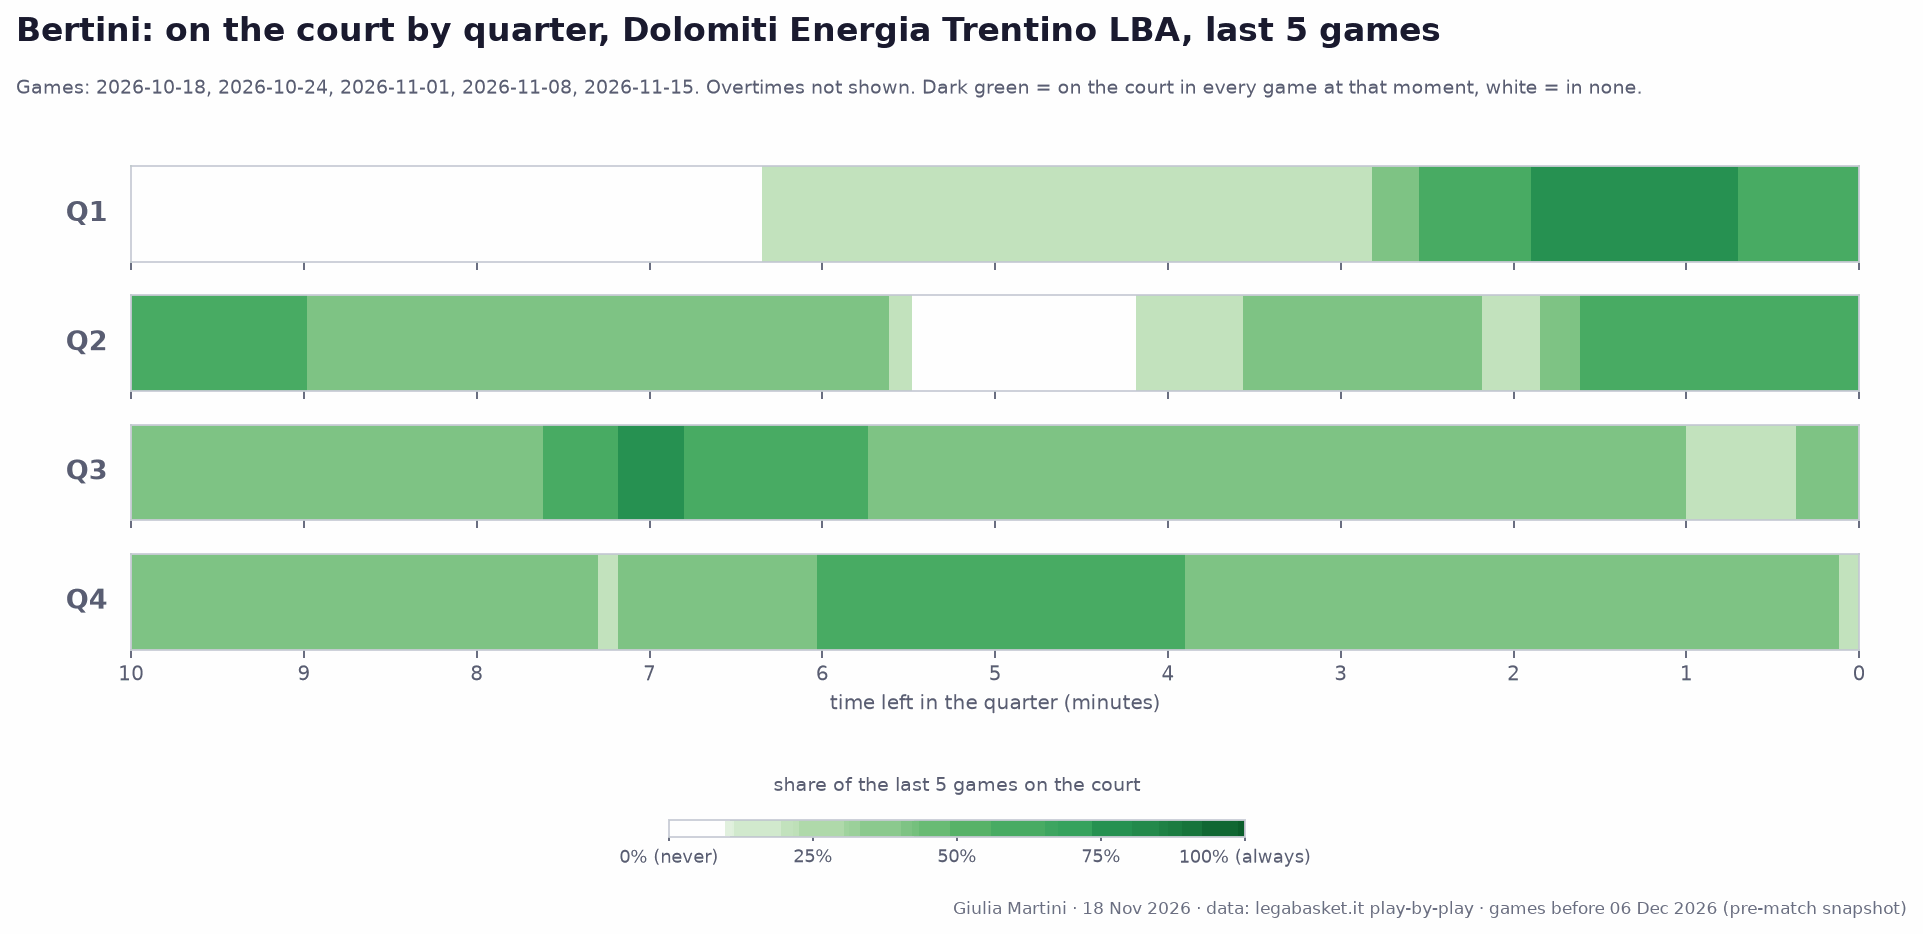 Bertini: on the court by quarter, Dolomiti Energia Trentino LBA, last 5 games
Games: 2026-10-18, 2026-10-24, 2026-11-01, 2026-11-08, 2026-11-15. Overtimes not shown. Dark green = on the court in every game at that moment, white = in none.
Q1
Q2
Q3
Q4
10 9 8 7 6 5 4 3 2 1 0
time left in the quarter (minutes)
share of the last 5 games on the court
0% (never) 25% 50% 75% 100% (always)
Giulia Martini · 18 Nov 2026 · data: legabasket.it play-by-play · games before 06 Dec 2026 (pre-match snapshot)